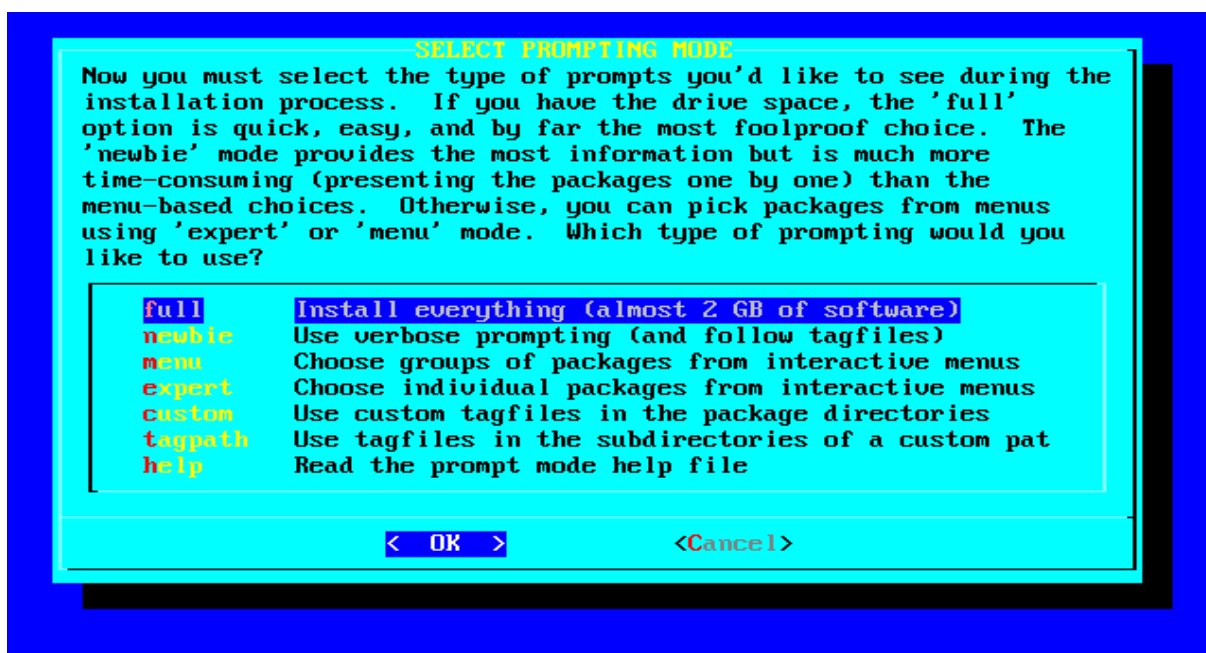 SELECT PROMPTING MODE
Now you must select the type of prompts you'd like to see during the
installation process.  If you have the drive space, the 'full'
option is quick, easy, and by far the most foolproof choice.  The
'newbie' mode provides the most information but is much more
time-consuming (presenting the packages one by one) than the
menu-based choices.  Otherwise, you can pick packages from menus
using 'expert' or 'menu' mode.  Which type of prompting would you
like to use?
full Install everything (almost 2 GB of software)
newbie Use verbose prompting (and follow tagfiles)
menu Choose groups of packages from interactive menus
expert Choose individual packages from interactive menus
custom Use custom tagfiles in the package directories
tagpath Use tagfiles in the subdirectories of a custom pat
help Read the prompt mode help file
< OK > <Cancel>